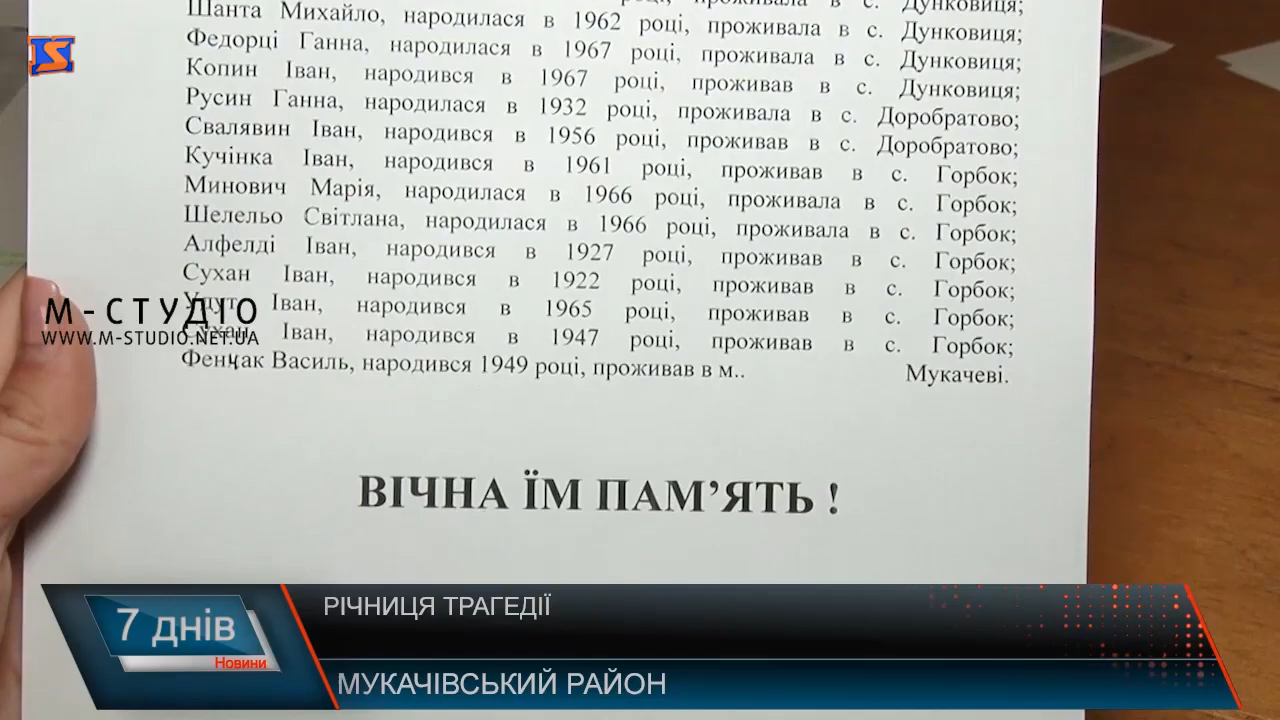 році, проживала в с. Дунковиця;
Шанта Михайло, народилася в 1962 році, проживала в с. Дунковиця;
Федорці Ганна, народилася в 1967 році, проживала в с. Дунковиця;
Копин Іван, народився в 1967 році, проживав в с. Дунковиця;
Русин Ганна, народилася в 1932 році, проживала в с. Доробратово;
Свалявин Іван, народився в 1956 році, проживав в с. Доробратово;
Кучінка Іван, народився в 1961 році, проживав в с. Горбок;
Минович Марія, народилася в 1966 році, проживала в с. Горбок;
Шелельо Світлана, народилася в 1966 році, проживала в с. Горбок;
Алфелді Іван, народився в 1927 році, проживав в с. Горбок;
Сухан Іван, народився в 1922 році, проживав в с. Горбок;
Іван, народився в 1965 році, проживав в с. Горбок;
Іван, народився в 1947 році, проживав в с. Горбок;
Фенчак Василь, народився 1949 році, проживав в м.. Мукачеві.
М-СТУДІО
WWW.M-STUDIO.NET.UA
ВІЧНА ЇМ ПАМ’ЯТЬ !
7 днів
Новини
РІЧНИЦЯ ТРАГЕДІЇ
МУКАЧІВСЬКИЙ РАЙОН